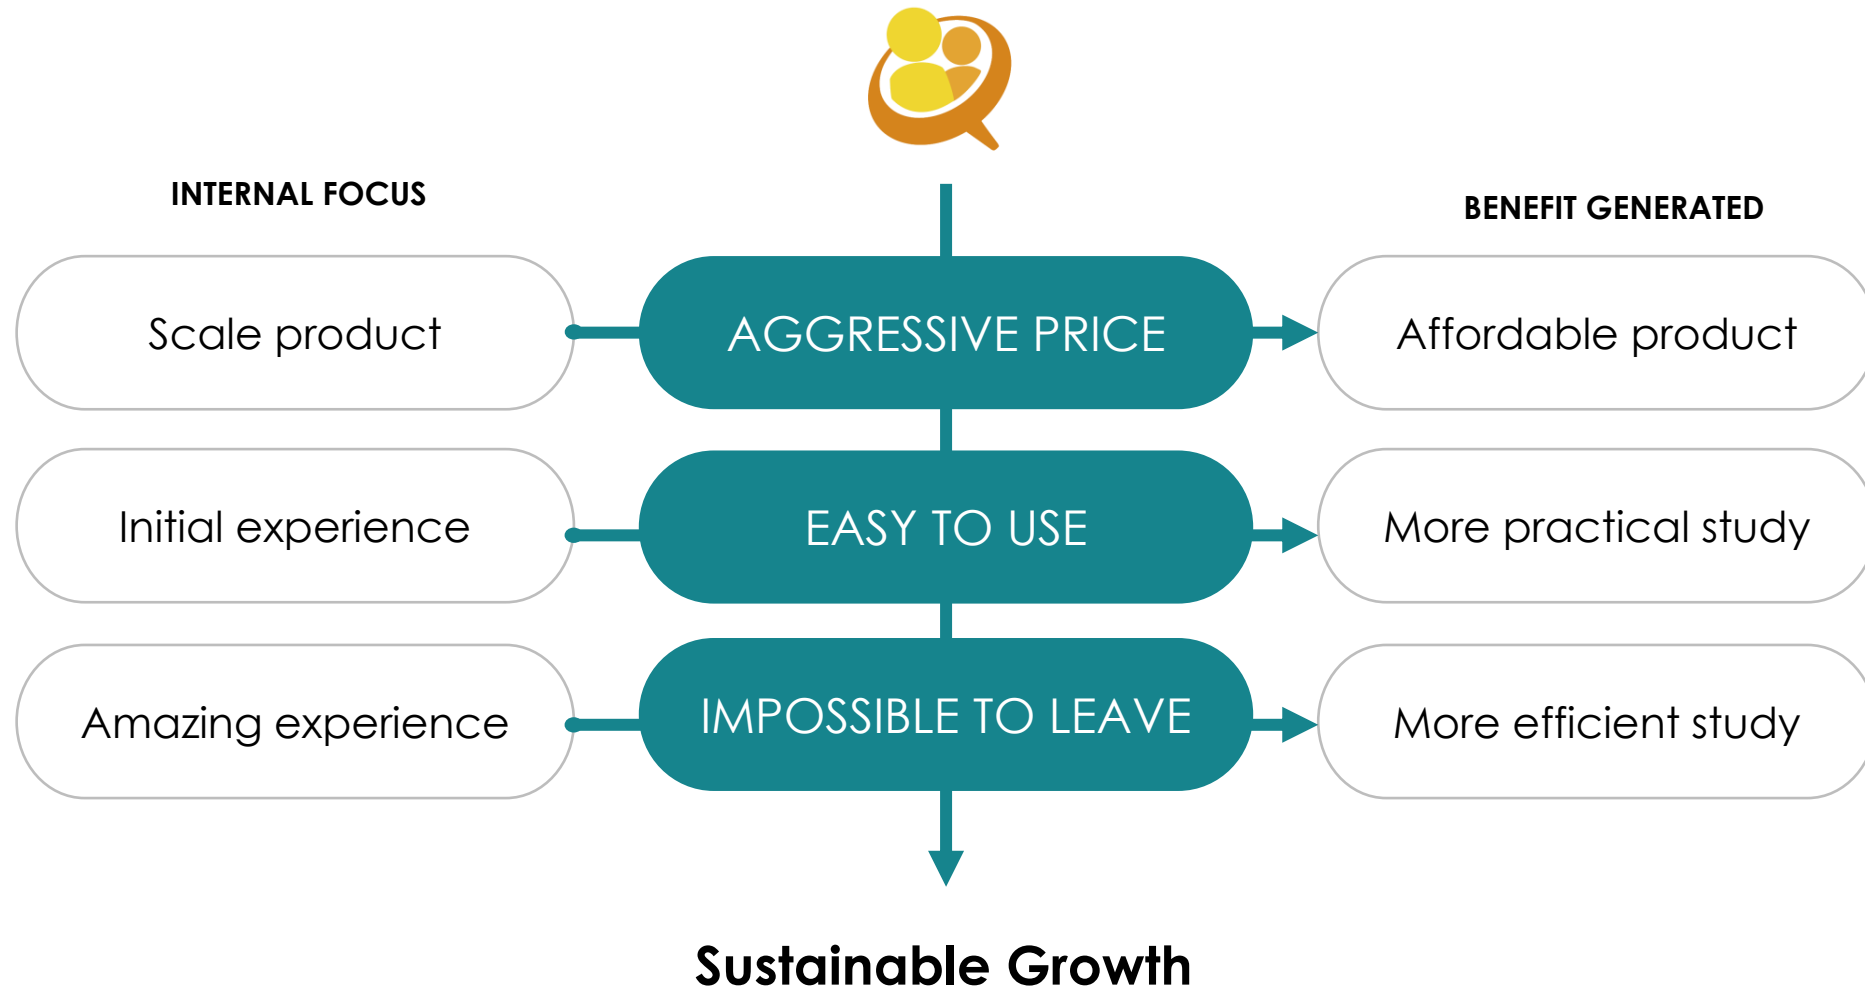 INTERNAL FOCUS
BENEFIT GENERATED
Scale product
AGGRESSIVE PRICE
Affordable product
Initial experience
EASY TO USE
More practical study
Amazing experience
IMPOSSIBLE TO LEAVE
More efficient study
Sustainable Growth